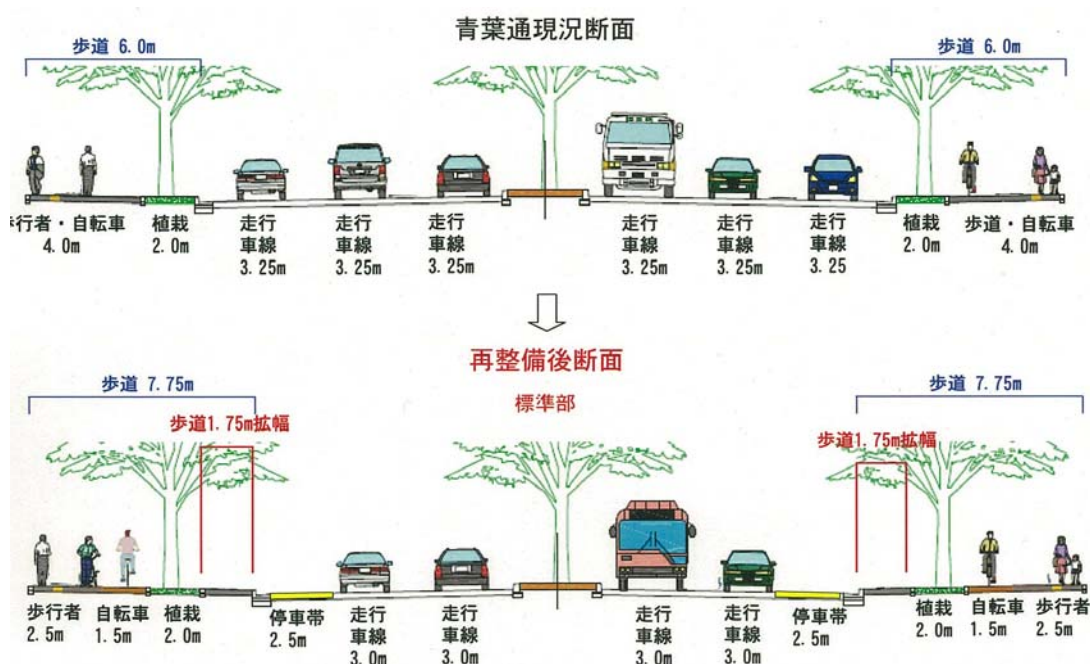 青葉通現況断面
歩道 6.0m
歩道 6.0m
歩行者・自転車
4.0m
植栽
2.0m
走行
車線
3.25m
走行
車線
3.25m
走行
車線
3.25m
走行
車線
3.25m
走行
車線
3.25m
走行
車線
3.25
植栽
2.0m
歩道・自転車
4.0m
再整備後断面
標準部
歩道 7.75m
歩道 7.75m
歩道1.75m拡幅
歩道1.75m拡幅
歩行者
2.5m
自転車
1.5m
植栽
2.0m
停車帯
2.5m
走行
車線
3.0m
走行
車線
3.0m
走行
車線
3.0m
走行
車線
3.0m
停車帯
2.5m
植栽
2.0m
自転車
1.5m
歩行者
2.5m